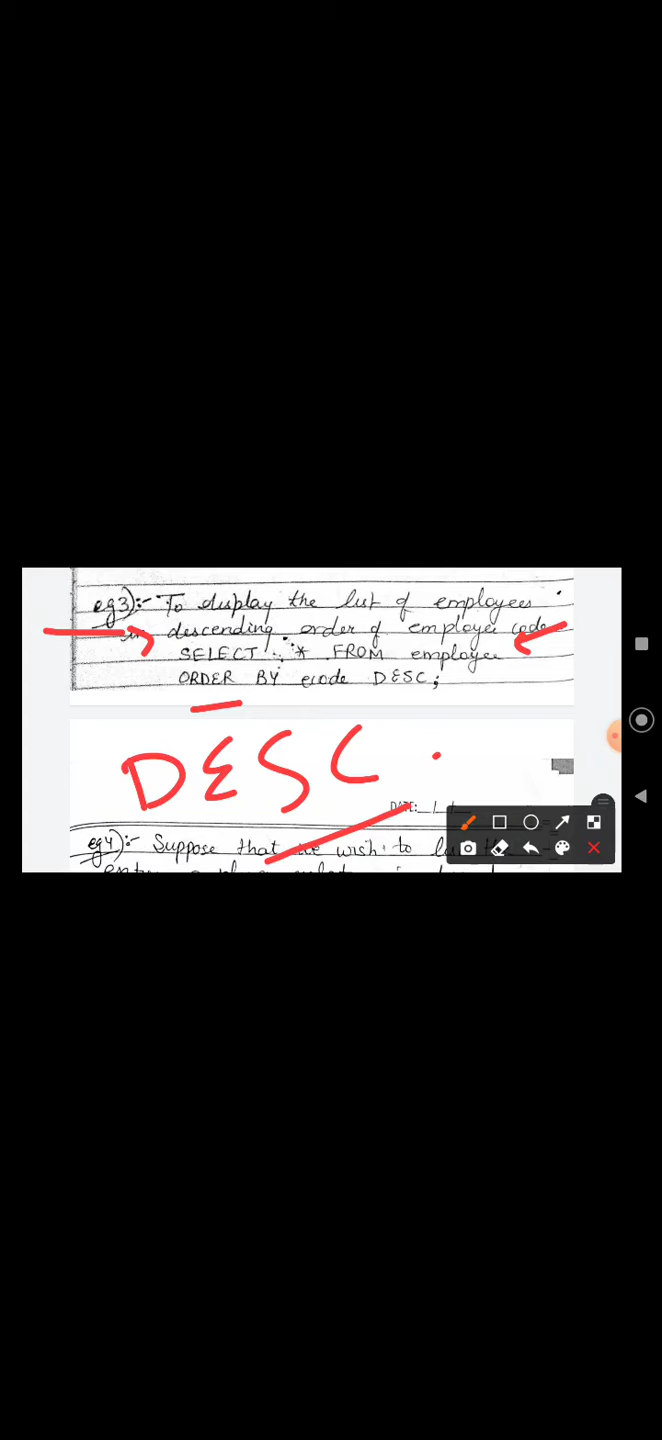 eg3):- To display the list of employees
in descending order of employee code
SELECT * FROM employee
ORDER BY ecode DESC;
DESC.
DATE: _/_/_
eg4):- Suppose that we wish to